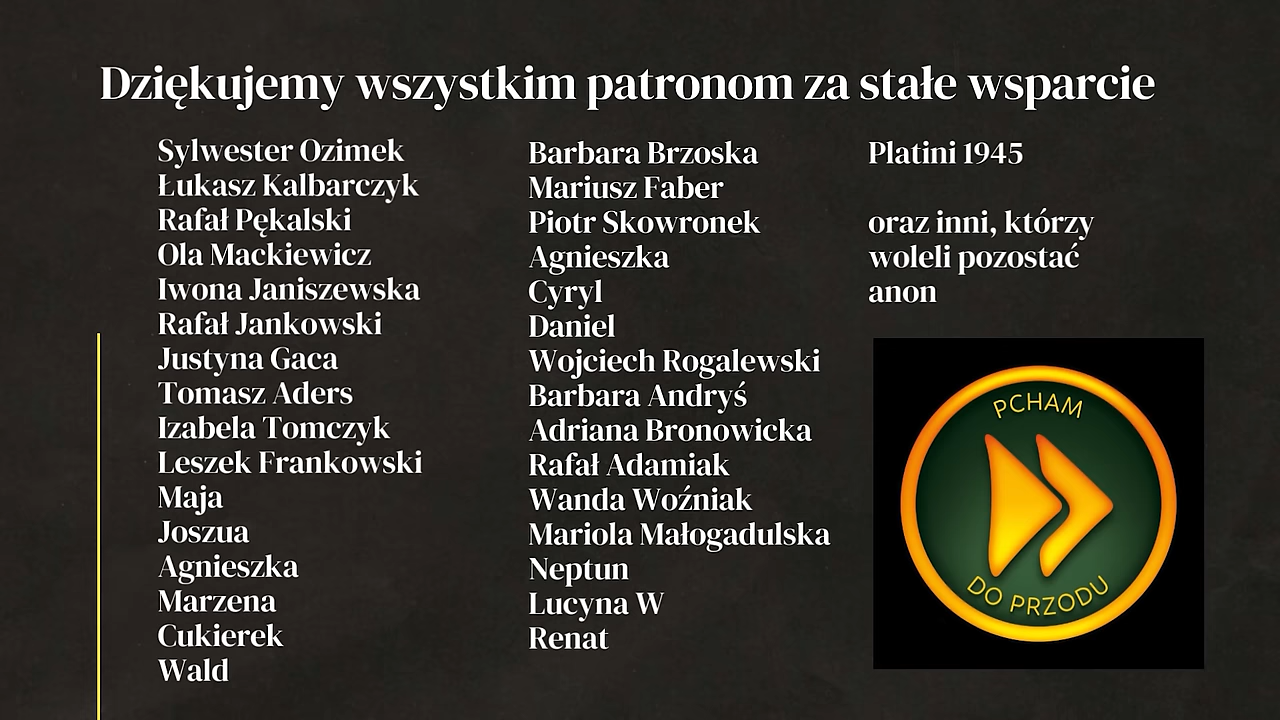 Dziękujemy wszystkim patronom za stałe wsparcie
Sylwester Ozimek
Łukasz Kalbarczyk
Rafał Pękalski
Ola Mackiewicz
Iwona Janiszewska
Rafał Jankowski
Justyna Gaca
Tomasz Aders
Izabela Tomczyk
Leszek Frankowski
Maja
Joszua
Agnieszka
Marzena
Cukierek
Wald
Barbara Brzoska
Mariusz Faber
Piotr Skowronek
Agnieszka
Cyryl
Daniel
Wojciech Rogalewski
Barbara Andryś
Adriana Bronowicka
Rafał Adamiak
Wanda Woźniak
Mariola Małogadulska
Neptun
Lucyna W
Renat
Platini 1945
oraz inni, którzy
woleli pozostać
anon
PCHAM
DO PRZODU